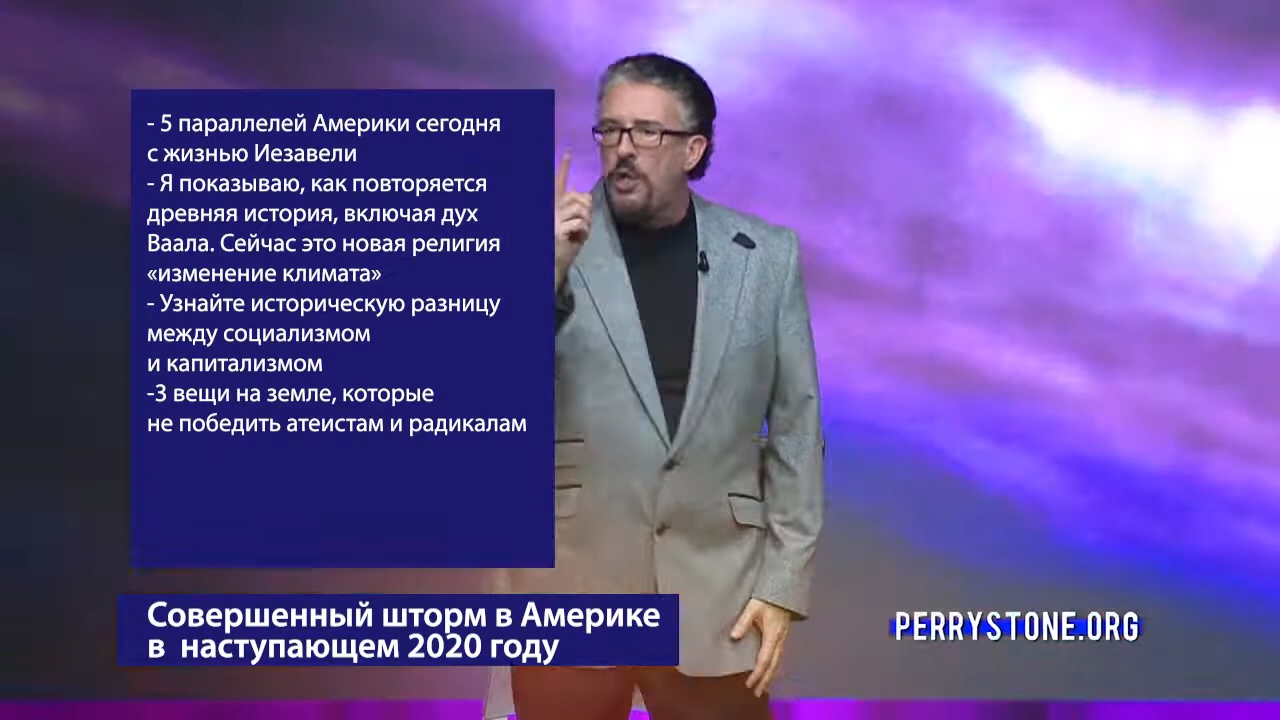 - 5 параллелей Америки сегодня
с жизнью Иезавели
- Я показываю, как повторяется
древняя история, включая дух
Ваала. Сейчас это новая религия
«изменение климата»
- Узнайте историческую разницу
между социализмом
и капитализмом
-3 вещи на земле, которые
не победить атеистам и радикалам
Совершенный шторм в Америке
в  наступающем 2020 году
PERRYSTONE.ORG